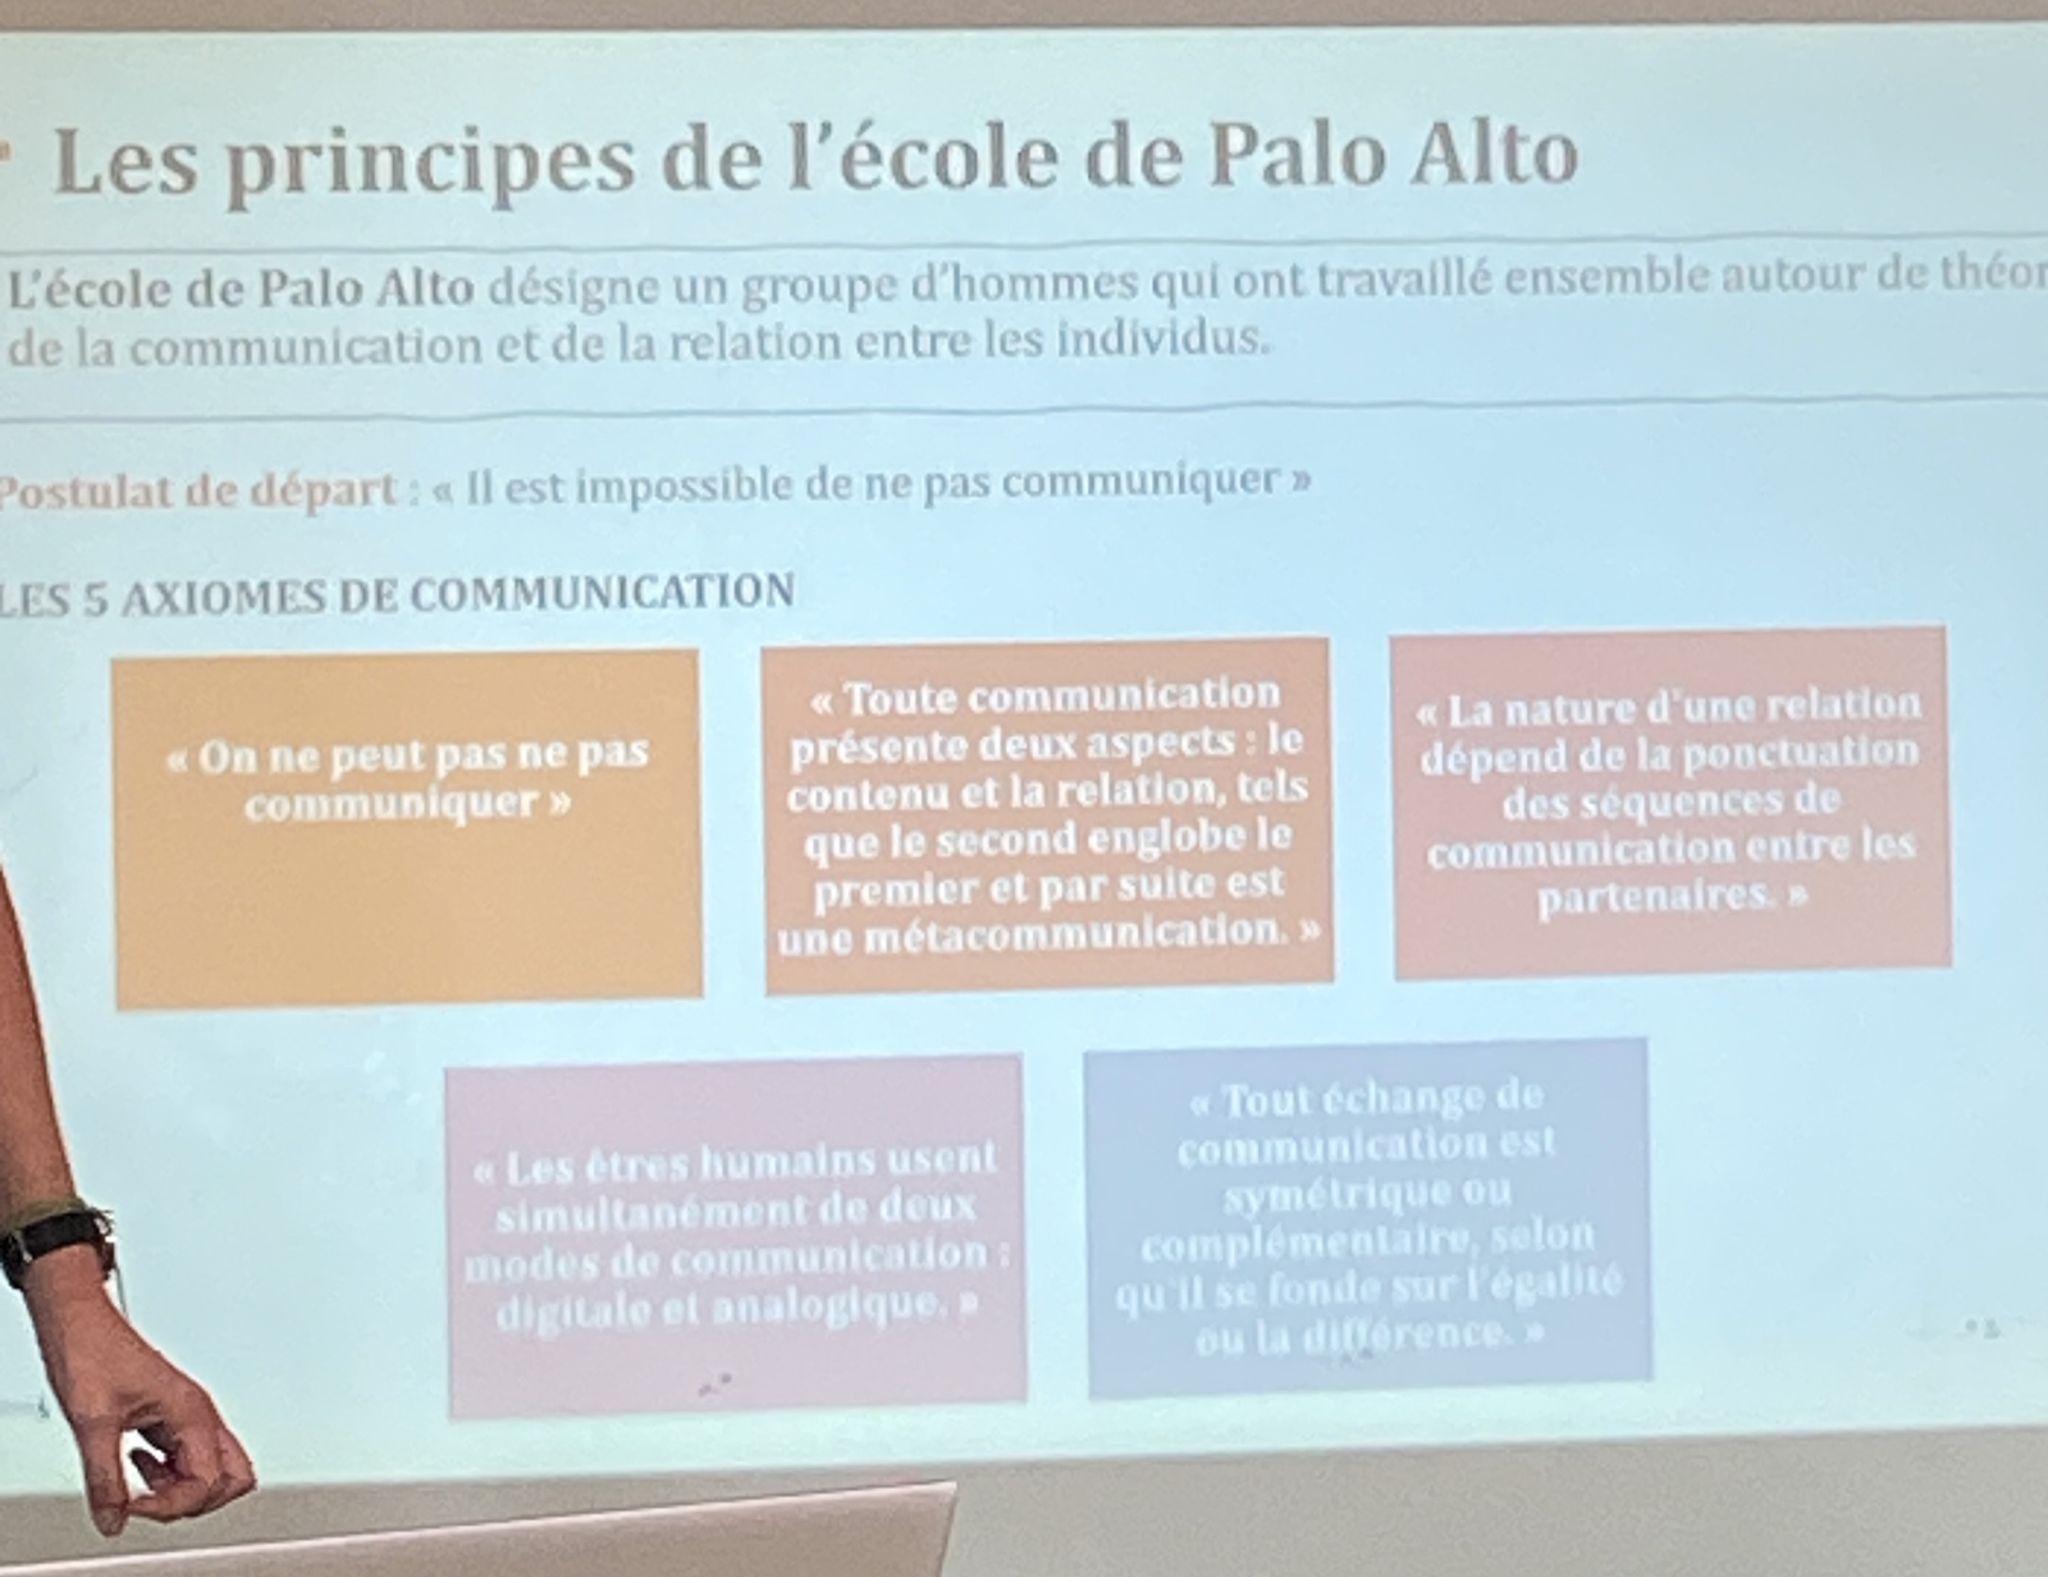 Les principes de l'école de Palo Alto
L'école de Palo Alto désigne un groupe d'hommes qui ont travaillé ensemble autour de
de la communication et de la relation entre les individus.
Postulat de départ : « Il est impossible de ne pas communiquer »
LES 5 AXIOMES DE COMMUNICATION
« On ne peut pas ne pas
communiquer »
« Toute communication
présente deux aspects : le
contenu et la relation, tels
que le second englobe le
premier et par suite est
une métacommunication. »
« La nature d'une relation
dépend de la ponctuation
des séquences de
communication entre les
partenaires. »
« Les êtres humains usent
simultanément de deux
modes de communication :
digitale et analogique. »
« Tout échange de
communication est
symétrique ou
complémentaire, selon
qu'il se fonde sur l'égalité
ou la différence. »